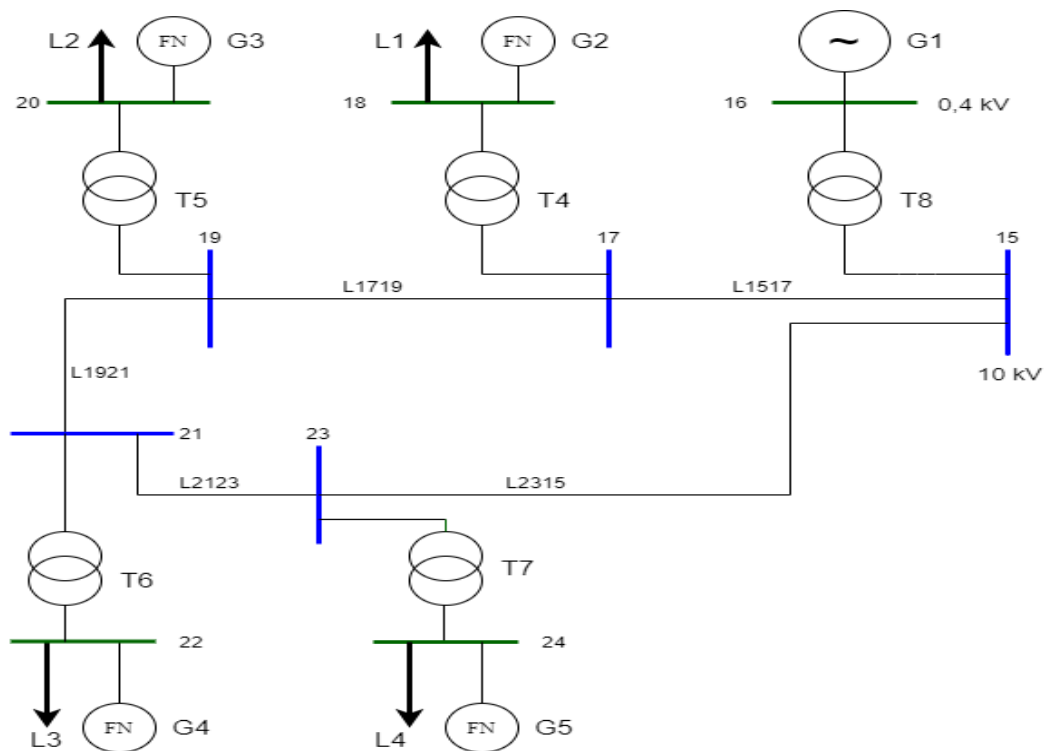 L2 FN G3 L1 FN G2 ~ G1
20 18 16 0,4 kV
T5 T4 T8
19 17 15
L1719 L1517
L1921 10 kV
21 23
L2123 L2315
T6 T7
22 24
L3 FN G4 L4 FN G5